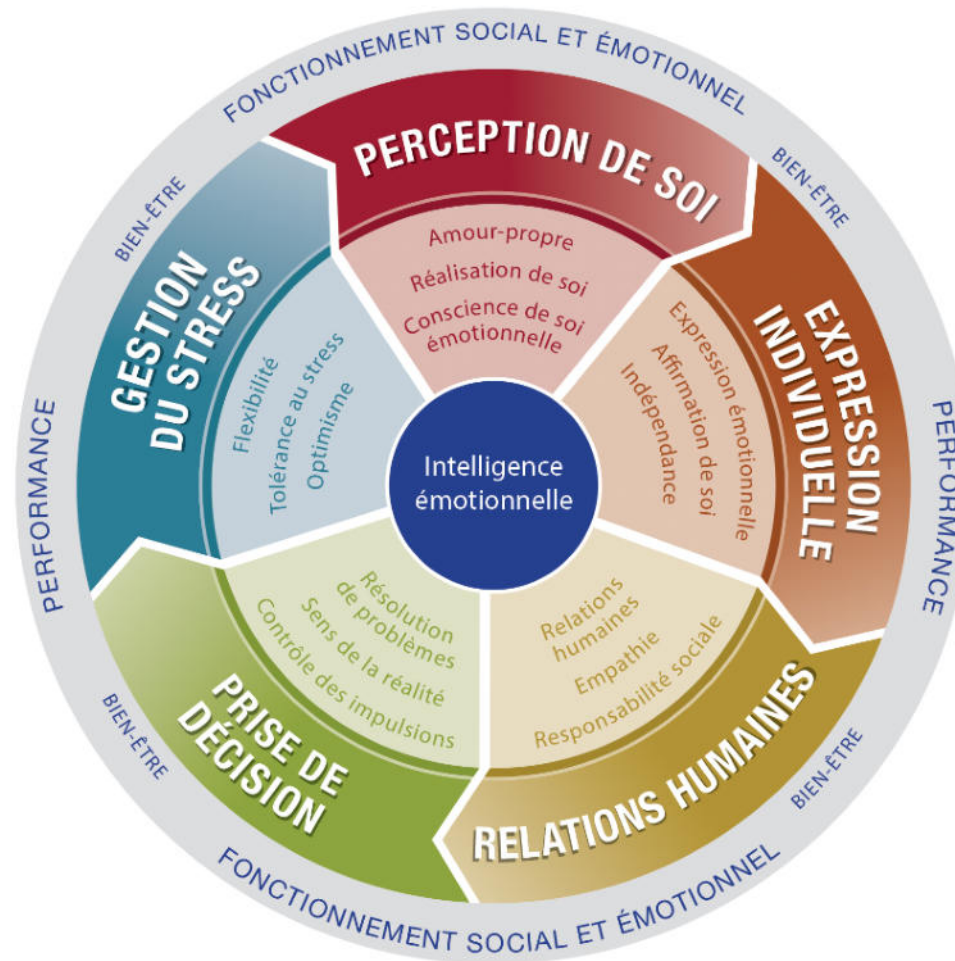 FONCTIONNEMENT SOCIAL ET ÉMOTIONNEL
BIEN-ÊTRE
BIEN-ÊTRE
PERFORMANCE
PERFORMANCE
BIEN-ÊTRE
BIEN-ÊTRE
FONCTIONNEMENT SOCIAL ET ÉMOTIONNEL
PERCEPTION DE SOI
Amour-propre
Réalisation de soi
Conscience de soi
émotionnelle
EXPRESSION
INDIVIDUELLE
Expression émotionnelle
Affirmation de soi
Indépendance
RELATIONS HUMAINES
Relations
humaines
Empathie
Responsabilité sociale
PRISE DE
DÉCISION
Résolution
de problèmes
Sens de la réalité
Contrôle des impulsions
GESTION
DU STRESS
Flexibilité
Tolérance au stress
Optimisme
Intelligence
émotionnelle